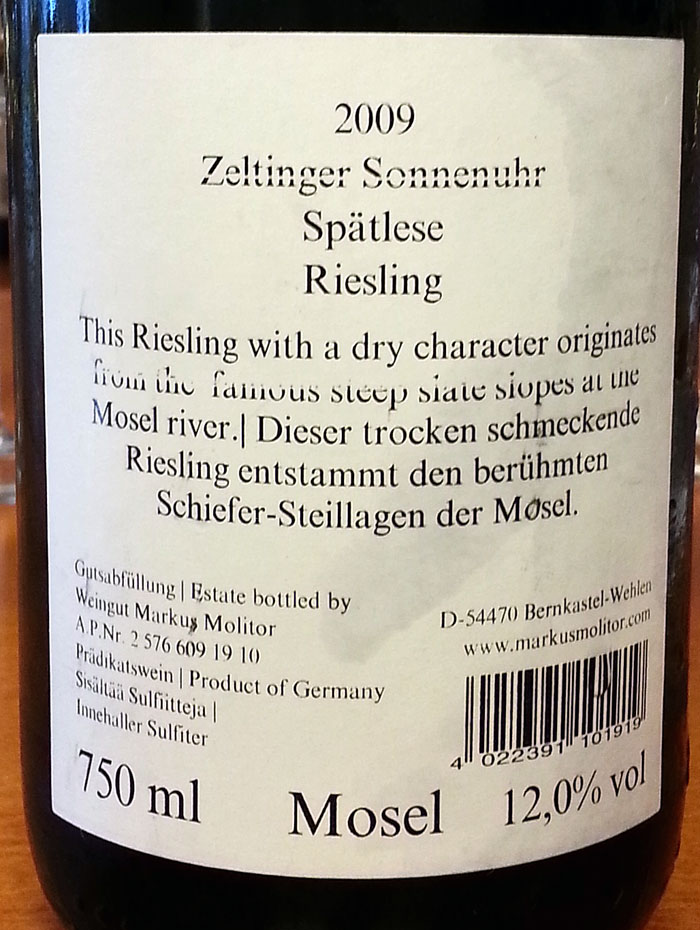 2009
Zeltinger Sonnenuhr
Spätlese
Riesling
This Riesling with a dry character originates
from the famous steep slate slopes at the
Mosel river.| Dieser trocken schmeckende
Riesling entstammt den berühmten
Schiefer-Steillagen der Mosel.
Gutsabfüllung | Estate bottled by
Weingut Markus Molitor
A.P.Nr. 2 576 609 19 10
Prädikatswein | Product of Germany
Sisältää Sulfiitteja |
Innehaller Sulfiter
D-54470 Bernkastel-Wehlen
www.markusmolitor.com
4 022391 101919
750 ml Mosel 12,0% vol